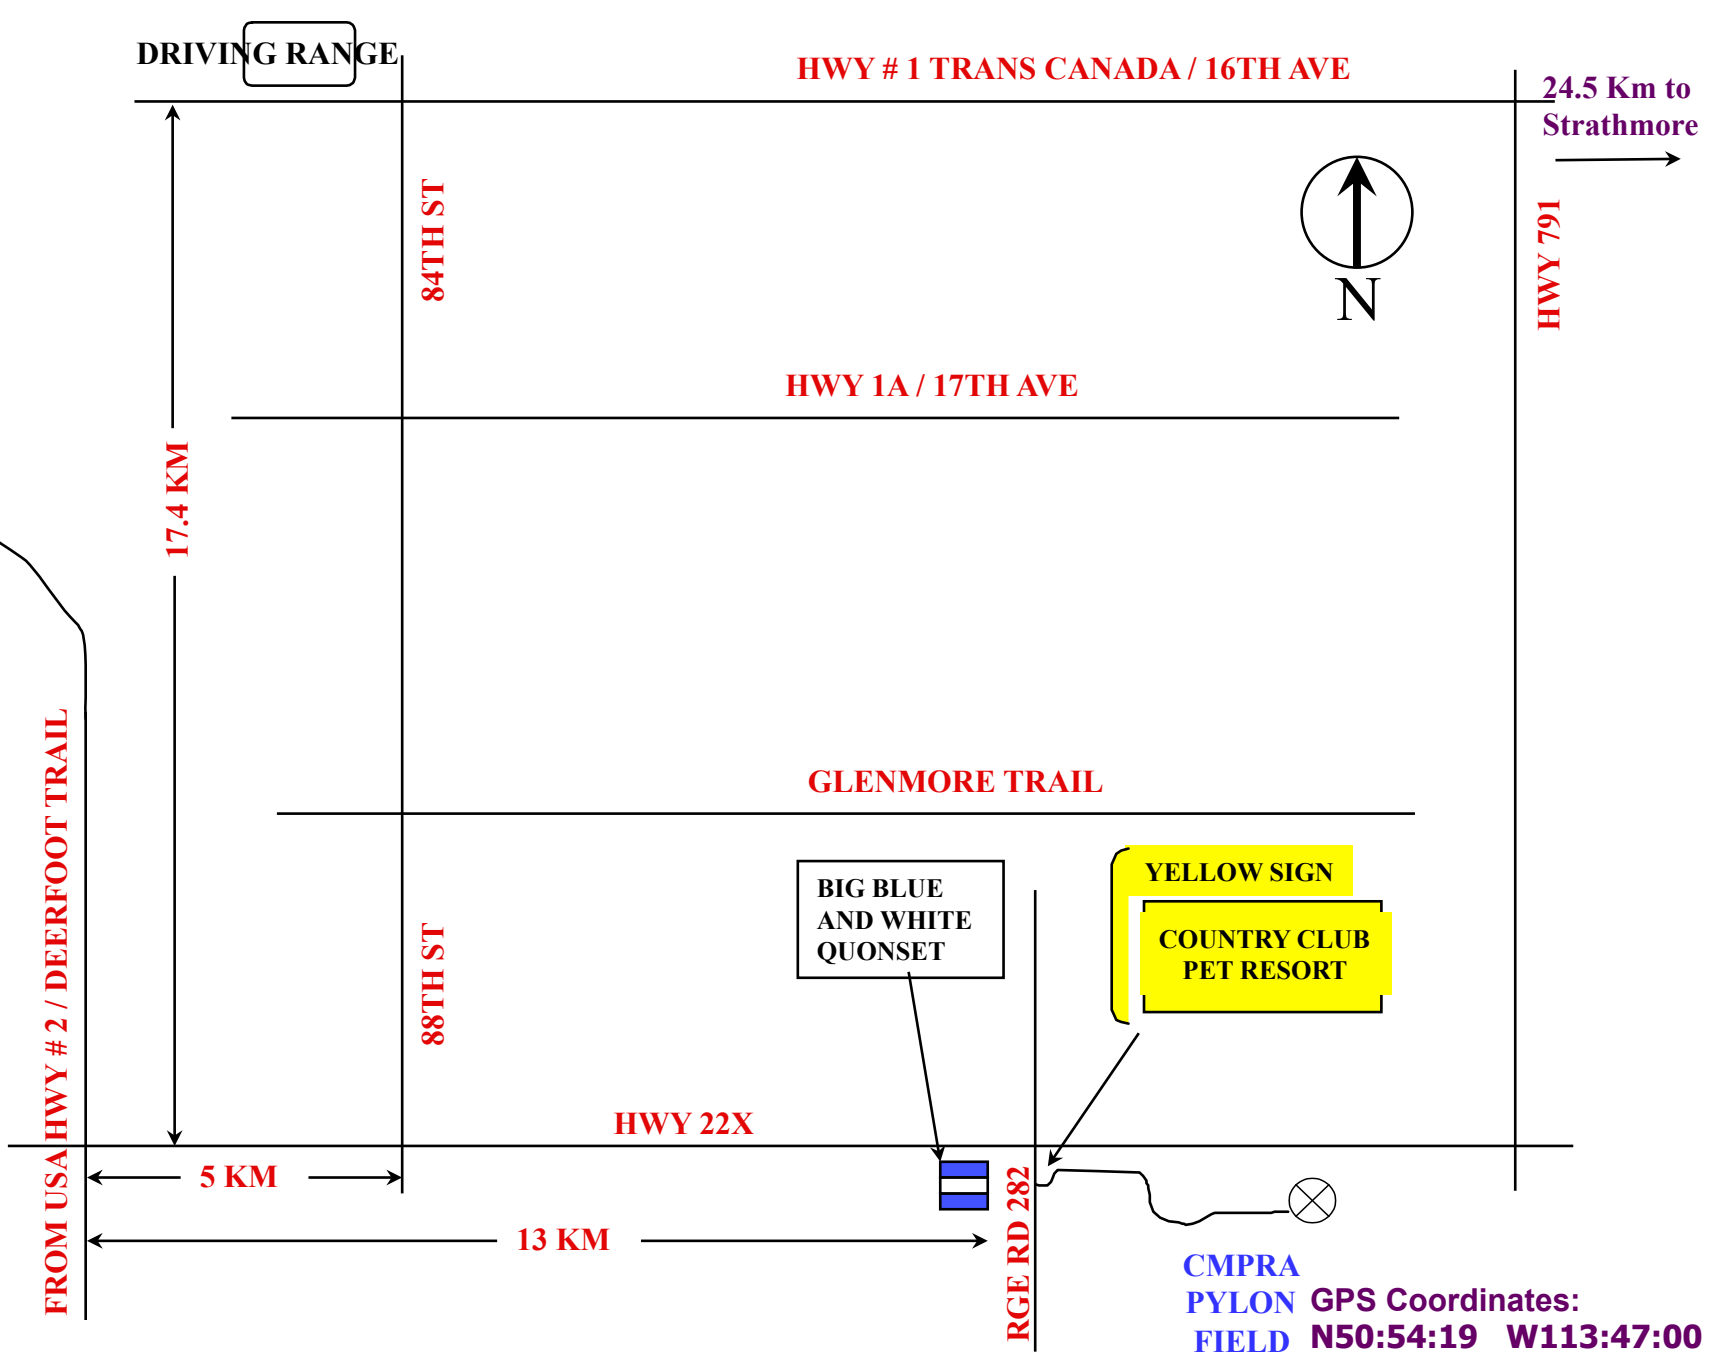 DRIVING RANGE
HWY # 1 TRANS CANADA / 16TH AVE
24.5 Km to
Strathmore
84TH ST
HWY 791
N
HWY 1A / 17TH AVE
17.4 KM
GLENMORE TRAIL
FROM USA HWY # 2 / DEERFOOT TRAIL
BIG BLUE
AND WHITE
QUONSET
YELLOW SIGN
COUNTRY CLUB
PET RESORT
88TH ST
HWY 22X
5 KM
13 KM
RGE RD 282
CMPRA
PYLON
FIELD
GPS Coordinates:
N50:54:19 W113:47:00